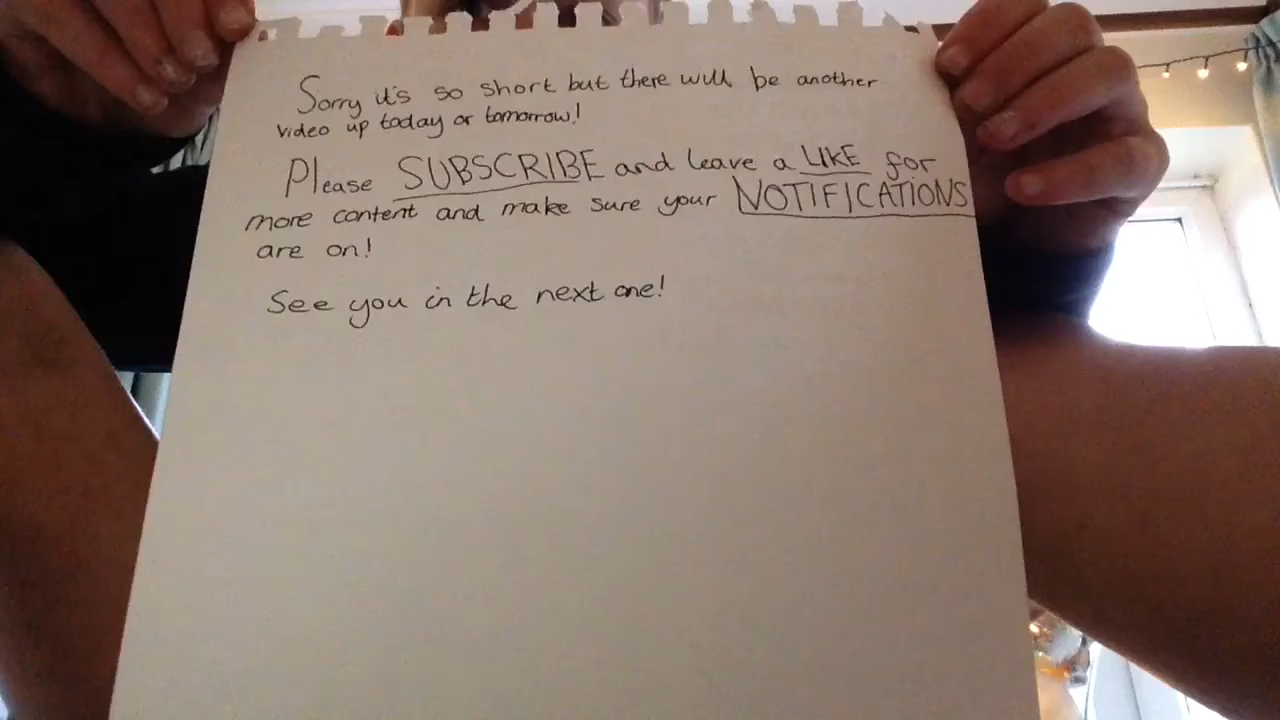 Sorry it's so short but there will be another
video up today or tomorrow!
Please SUBSCRIBE and leave a LIKE for
more content and make sure your NOTIFICATIONS
are on!
See you in the next one!